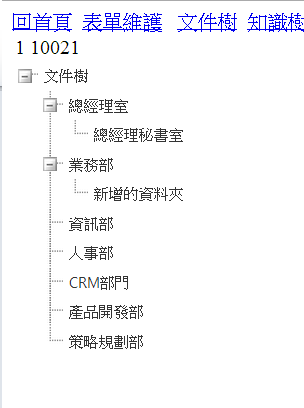 回首頁 表單維護 文件樹 知識樹
1 10021
文件樹
總經理室
總經理秘書室
業務部
新增的資料夾
資訊部
人事部
CRM部門
產品開發部
策略規劃部